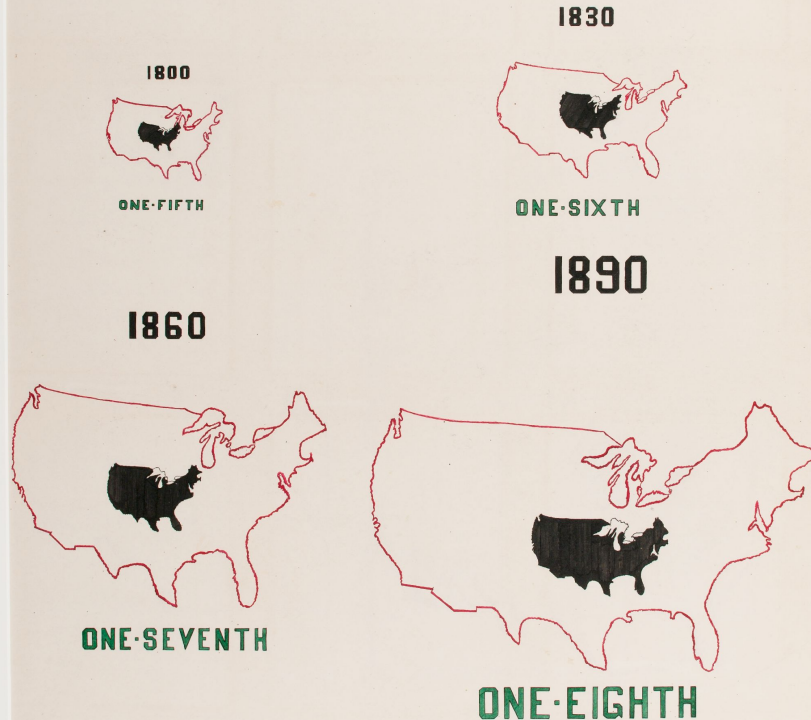 1800
ONE-FIFTH
1830
ONE-SIXTH
1860
ONE-SEVENTH
1890
ONE-EIGHTH